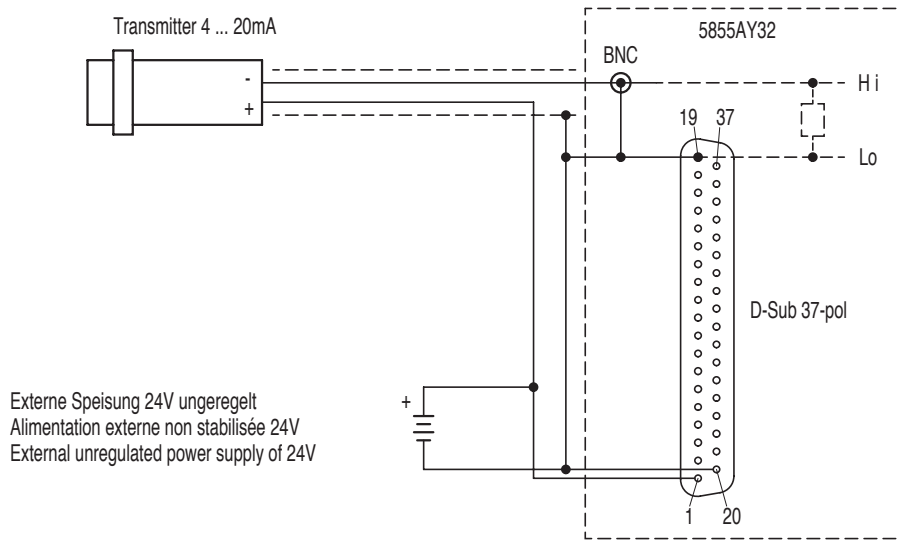 Transmitter 4 ... 20mA
5855AY32
BNC
-
+
Hi
19 37
Lo
D-Sub 37-pol
+
Externe Speisung 24V ungeregelt
Alimentation externe non stabilisée 24V
External unregulated power supply of 24V
1 20